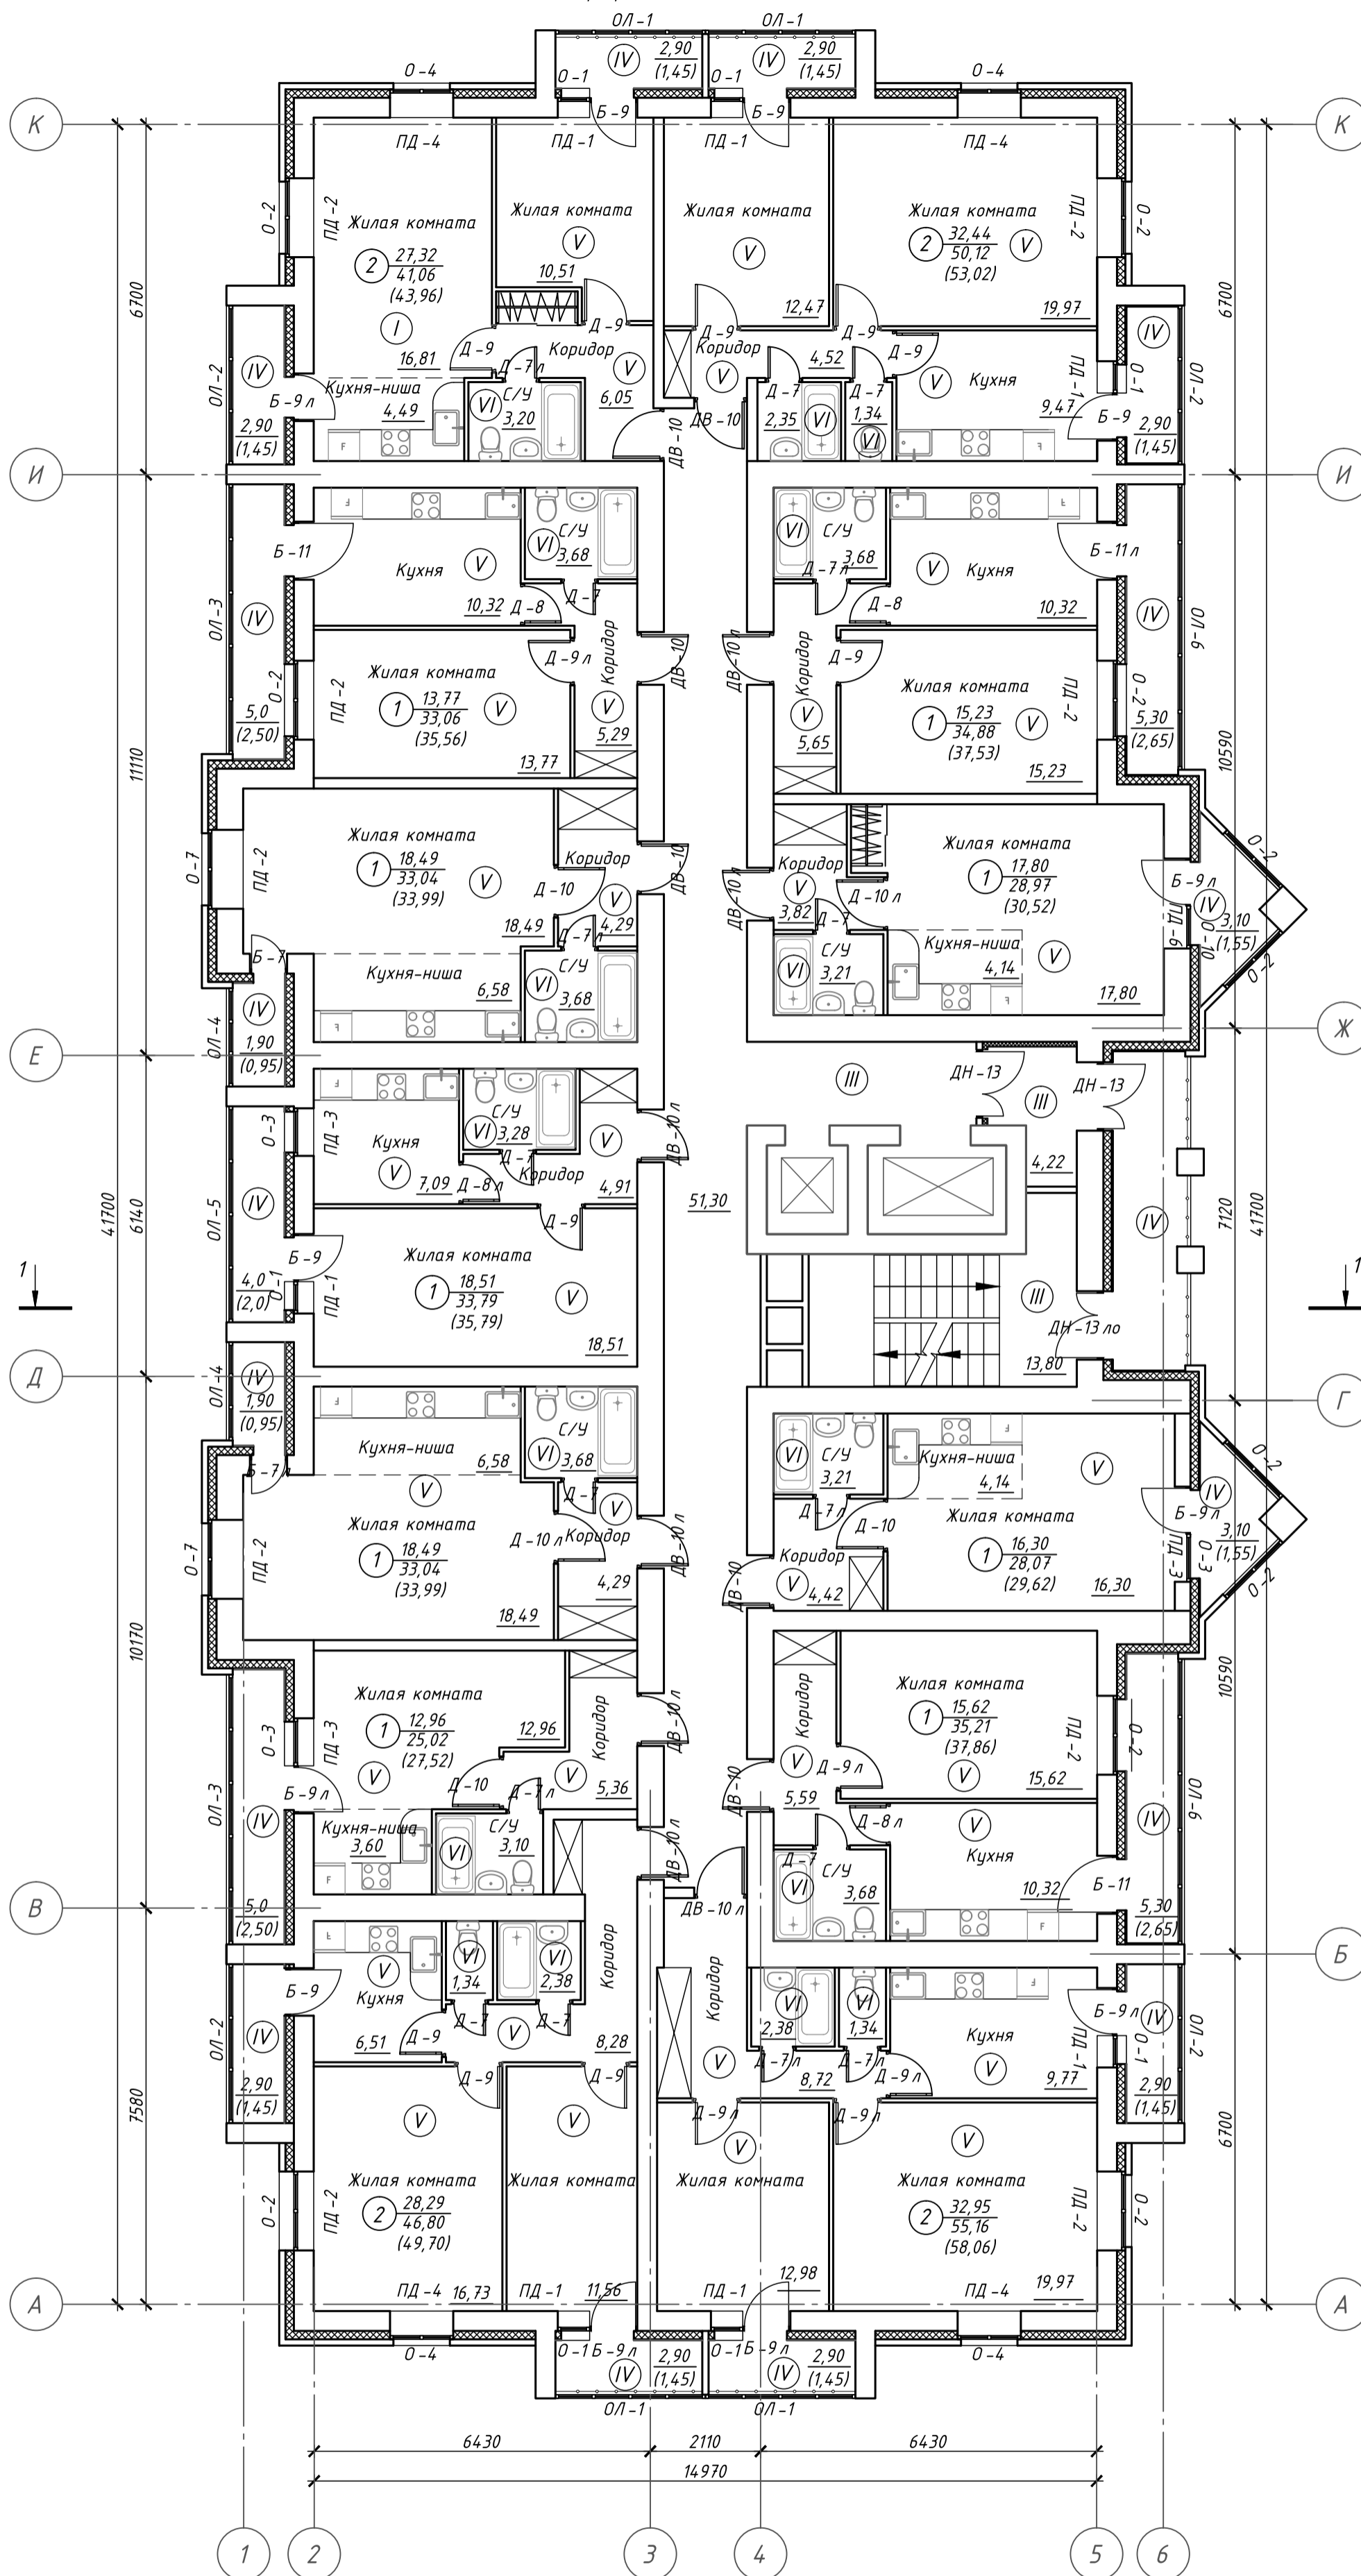 ОЛ-1 ОЛ-1
IV 2,90 IV 2,90
(1,45) (1,45)
О-4 О-1 О-1 О-4
Б-9 Б-9
К К
ПД-4 ПД-1 ПД-1 ПД-4
О-2 ПД-2 ПД-2 О-2
Жилая комната Жилая комната Жилая комната Жилая комната
2 27,32 V V 2 32,44 V
41,06 50,12
(43,96) (53,02)
10,51 12,47 19,97
6700 6700
I
16,81 Д-9 Д-9 Д-9 Д-9 Д-9
Д-7 л Коридор Коридор 4,52
ОЛ-2 IV Кухня-ниша С/У V V Д-7 Д-7 V Кухня ПД-1 О-1 IV ОЛ-2
Б-9 л 4,49 VI 3,20 6,05 ДВ-10 2,35 VI 1,34 9,47 Б-9
2,90 ДВ-10 VI 2,90
(1,45) (1,45)
И И
Б-11 VI С/У VI С/У Б-11 л
Кухня V 3,68 3,68 V Кухня
Д-7 л
ОЛ-3 IV 10,32 Д-8 Д-7 Д-8 10,32 IV ОЛ-6
Жилая комната Д-9 л Коридор ДВ-10 ДВ-10 л Коридор Д-9 Жилая комната
О-2 ПД-2 1 13,77 V V V 1 15,23 V ПД-2 О-2
5,0 33,06 5,29 5,65 34,88 5,30
(2,50) (35,56) (37,53) (2,65)
13,77 15,23
11110 10590
Жилая комната Жилая комната О-2
О-7 ПД-2 1 18,49 V Коридор ДВ-10 ДВ-10 л Коридор 1 17,80 Б-9 л
33,04 Д-10 V V Д-10 л 28,97 IV
(33,99) (30,52)
18,49 4,29 3,82 Д-7 ПД-6 О-10 3,10
Д-7 л (1,55)
Б-7 Кухня-ниша С/У С/У Кухня-ниша
IV 6,58 VI 3,68 VI 3,21 4,14 V О-2
ОЛ-4 1,90 17,80
(0,95)
Е Ж
III ДН-13 ДН-13
III
О-3 ПД-3 Кухня VI С/У V ДВ-10 л
V 3,28
7,09 Д-8 л Д-7 Коридор 4,91 4,22
41700 6140 ОЛ-5 IV 51,30 IV 7120 41700
Д-9
Б-9 Жилая комната
1 4,0 О-1 ПД-1 1 18,51 V III 1
(2,0) 33,79
(35,79) ДН-13 ло
18,51 13,80
Д Г
ОЛ-4 IV
1,90
(0,95)
Кухня-ниша С/У С/У Кухня-ниша V О-2
Б-7 л 6,58 VI 3,68 VI 3,21 4,14 IV
V Д-7 V Д-7 л Б-9 л
О-7 ПД-2 Жилая комната Д-10 л Коридор ДВ-10 л Д-10 Жилая комната 3,10
1 18,49 Коридор 1 16,30 (1,55)
33,04 ДВ-10 V 28,07 ПД-3 О-3
(33,99) 4,42 (29,62) 16,30 О-2
18,49 4,29
10170 10590
Жилая комната Жилая комната
О-3 ПД-3 1 12,96 12,96 Коридор ДВ-10 л Коридор 1 15,62 ПД-2 О-2
25,02 35,21
(27,52) (37,86)
V Д-10 V V Д-9 л V 15,62
Б-9 л Д-7 л 5,36 ДВ-10 5,59
ОЛ-3 IV Кухня-ниша С/У Д-8 л V IV ОЛ-6
3,60 VI 3,10 ДВ-10 л Д-7 С/У Кухня
VI 3,68 10,32 Б-11
5,0 ДВ-10 л 5,30
(2,50) (2,65)
В Б
Б-9 V VI VI Коридор Коридор VI VI Кухня Б-9 л
Кухня 1,34 2,38 2,38 1,34 IV
ОЛ-2 IV 6,51 Д-9 Д-7 V Д-7 8,28 V Д-7 л Д-7 л V ПД-1 О-1 ОЛ-2
Д-9 Д-9 8,72 Д-9 л 9,77
2,90 2,90
(1,45) (1,45)
7580 6700
V V Д-9 л Д-9 л V
V
Жилая комната Жилая комната Жилая комната Жилая комната
О-2 ПД-2 2 28,29 2 32,95 ПД-2 О-2
46,80 55,16
(49,70) (58,06)
ПД-4 16,73 ПД-1 11,56 ПД-1 12,98 ПД-4 19,97
А А
О-4 О-1 Б-9 л О-1 Б-9 л О-4
IV 2,90 IV 2,90
(1,45) (1,45)
ОЛ-1 ОЛ-1
6430 2110 6430
14970
1 2 3 4 5 6